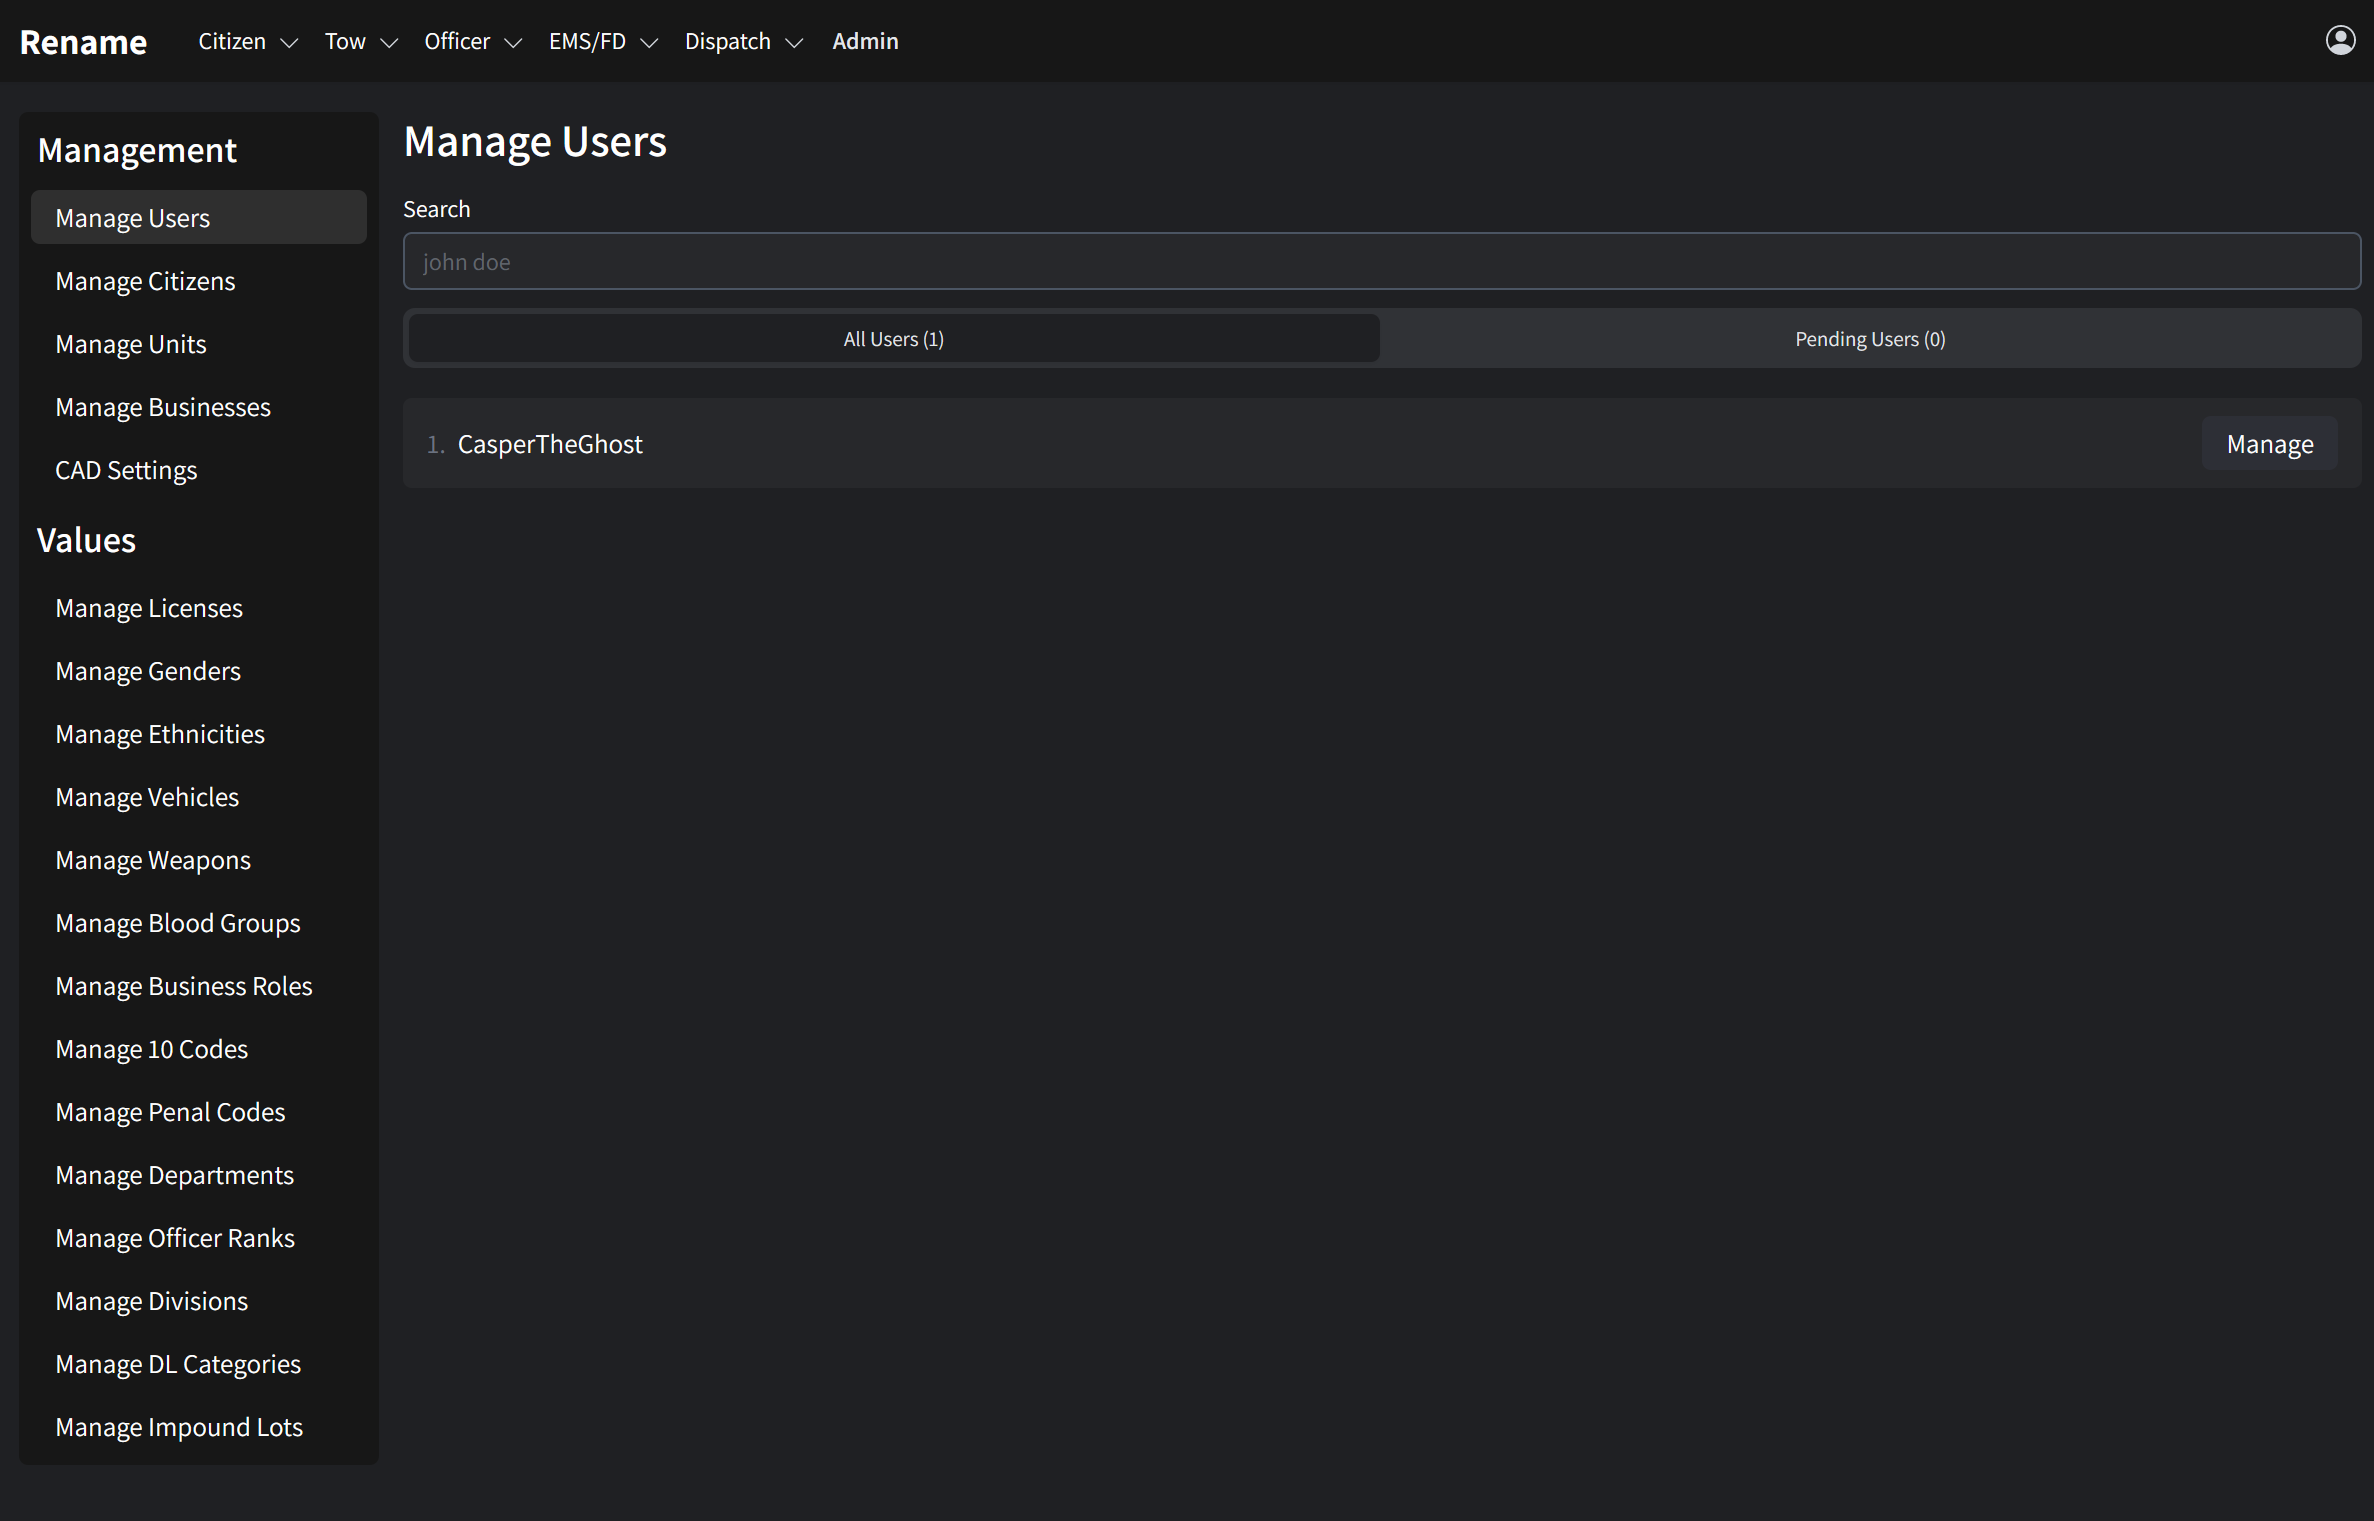 Rename Citizen Tow Officer EMS/FD Dispatch Admin
Management
Manage Users
Manage Citizens
Manage Units
Manage Businesses
CAD Settings
Values
Manage Licenses
Manage Genders
Manage Ethnicities
Manage Vehicles
Manage Weapons
Manage Blood Groups
Manage Business Roles
Manage 10 Codes
Manage Penal Codes
Manage Departments
Manage Officer Ranks
Manage Divisions
Manage DL Categories
Manage Impound Lots
Manage Users
Search
john doe
All Users (1) Pending Users (0)
1. CasperTheGhost Manage